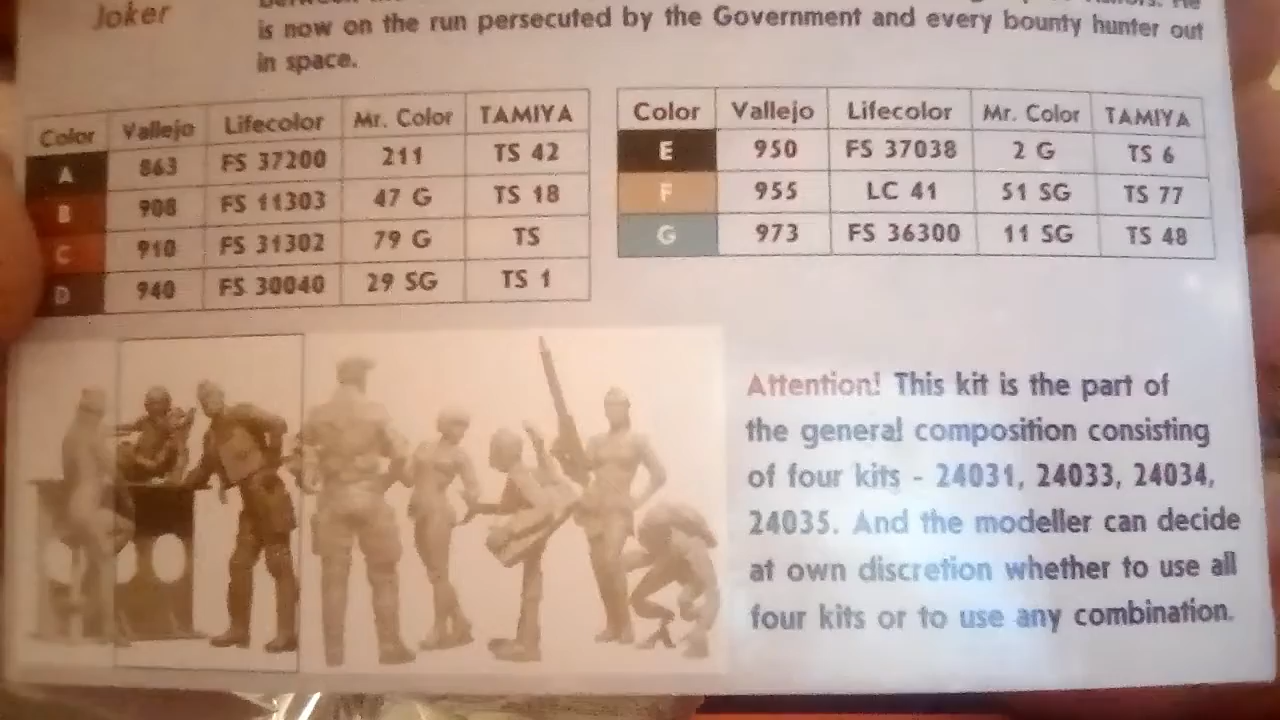 Joker
is now on the run persecuted by the Government and every bounty hunter out
in space.
Color Vallejo Lifecolor Mr. Color TAMIYA
A 863 FS 37200 211 TS 42
B 908 FS 11303 47 G TS 18
C 910 FS 31302 79 G TS
D 940 FS 30040 29 SG TS 1
Color Vallejo Lifecolor Mr. Color TAMIYA
E 950 FS 37038 2 G TS 6
F 955 LC 41 51 SG TS 77
G 973 FS 36300 11 SG TS 48
Attention! This kit is the part of
the general composition consisting
of four kits - 24031, 24033, 24034,
24035. And the modeller can decide
at own discretion whether to use all
four kits or to use any combination.